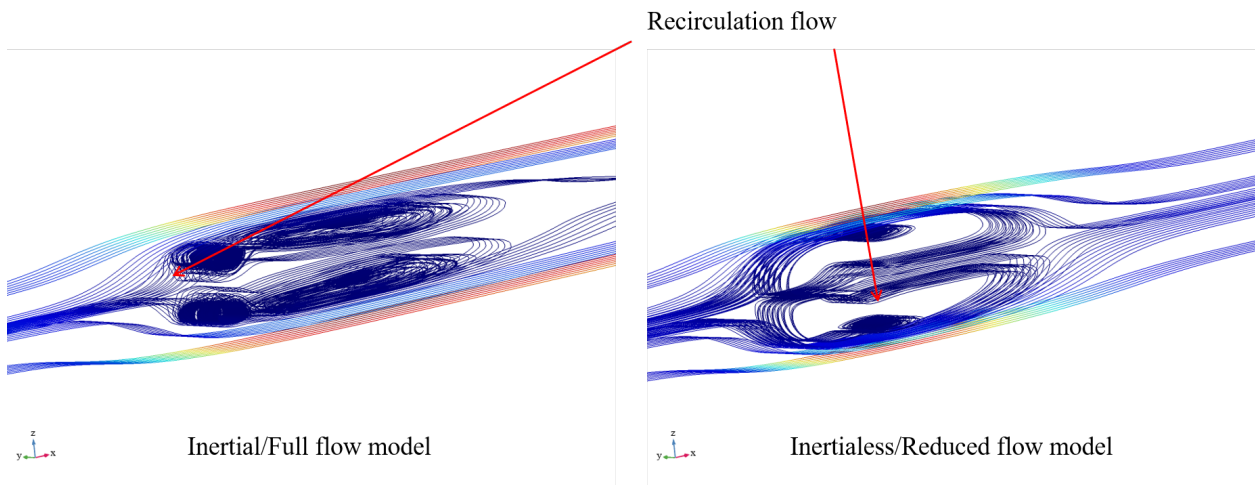 Recirculation flow
z
y
x
Inertial/Full flow model
z
y
x
Inertialess/Reduced flow model